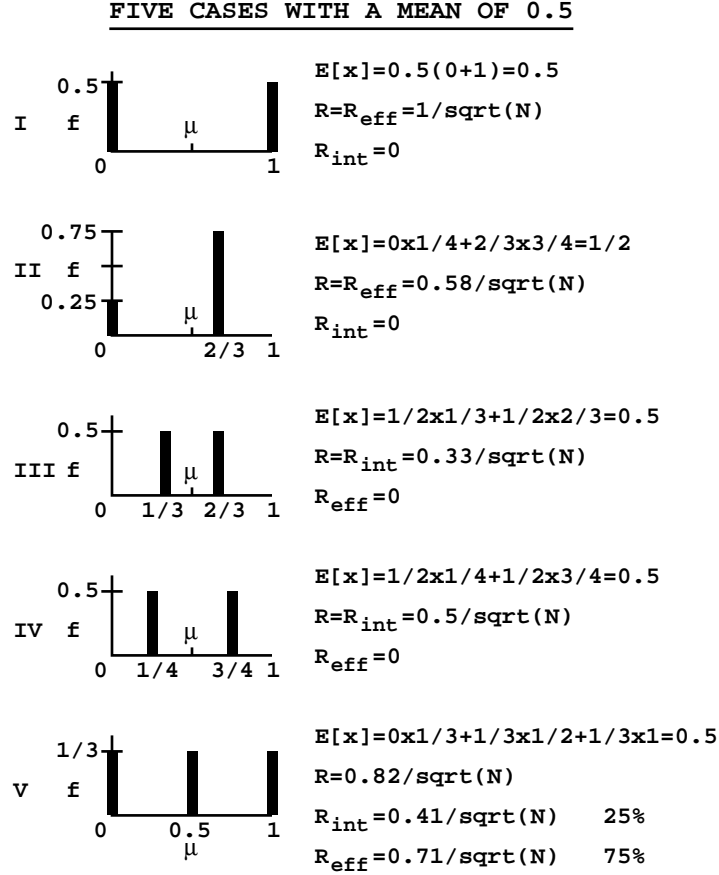 FIVE CASES WITH A MEAN OF 0.5
E[x]=0.5(0+1)=0.5
0.5
R=Reff=1/sqrt(N)
I f μ
Rint=0
0 1
0.75
E[x]=0x1/4+2/3x3/4=1/2
II f
R=Reff=0.58/sqrt(N)
0.25 μ
Rint=0
0 2/3 1
E[x]=1/2x1/3+1/2x2/3=0.5
0.5
R=Rint=0.33/sqrt(N)
III f μ
Reff=0
0 1/3 2/3 1
E[x]=1/2x1/4+1/2x3/4=0.5
0.5
R=Rint=0.5/sqrt(N)
IV f μ
Reff=0
0 1/4 3/4 1
E[x]=0x1/3+1/3x1/2+1/3x1=0.5
1/3
R=0.82/sqrt(N)
V f
Rint=0.41/sqrt(N) 25%
0 0.5 1
μ
Reff=0.71/sqrt(N) 75%